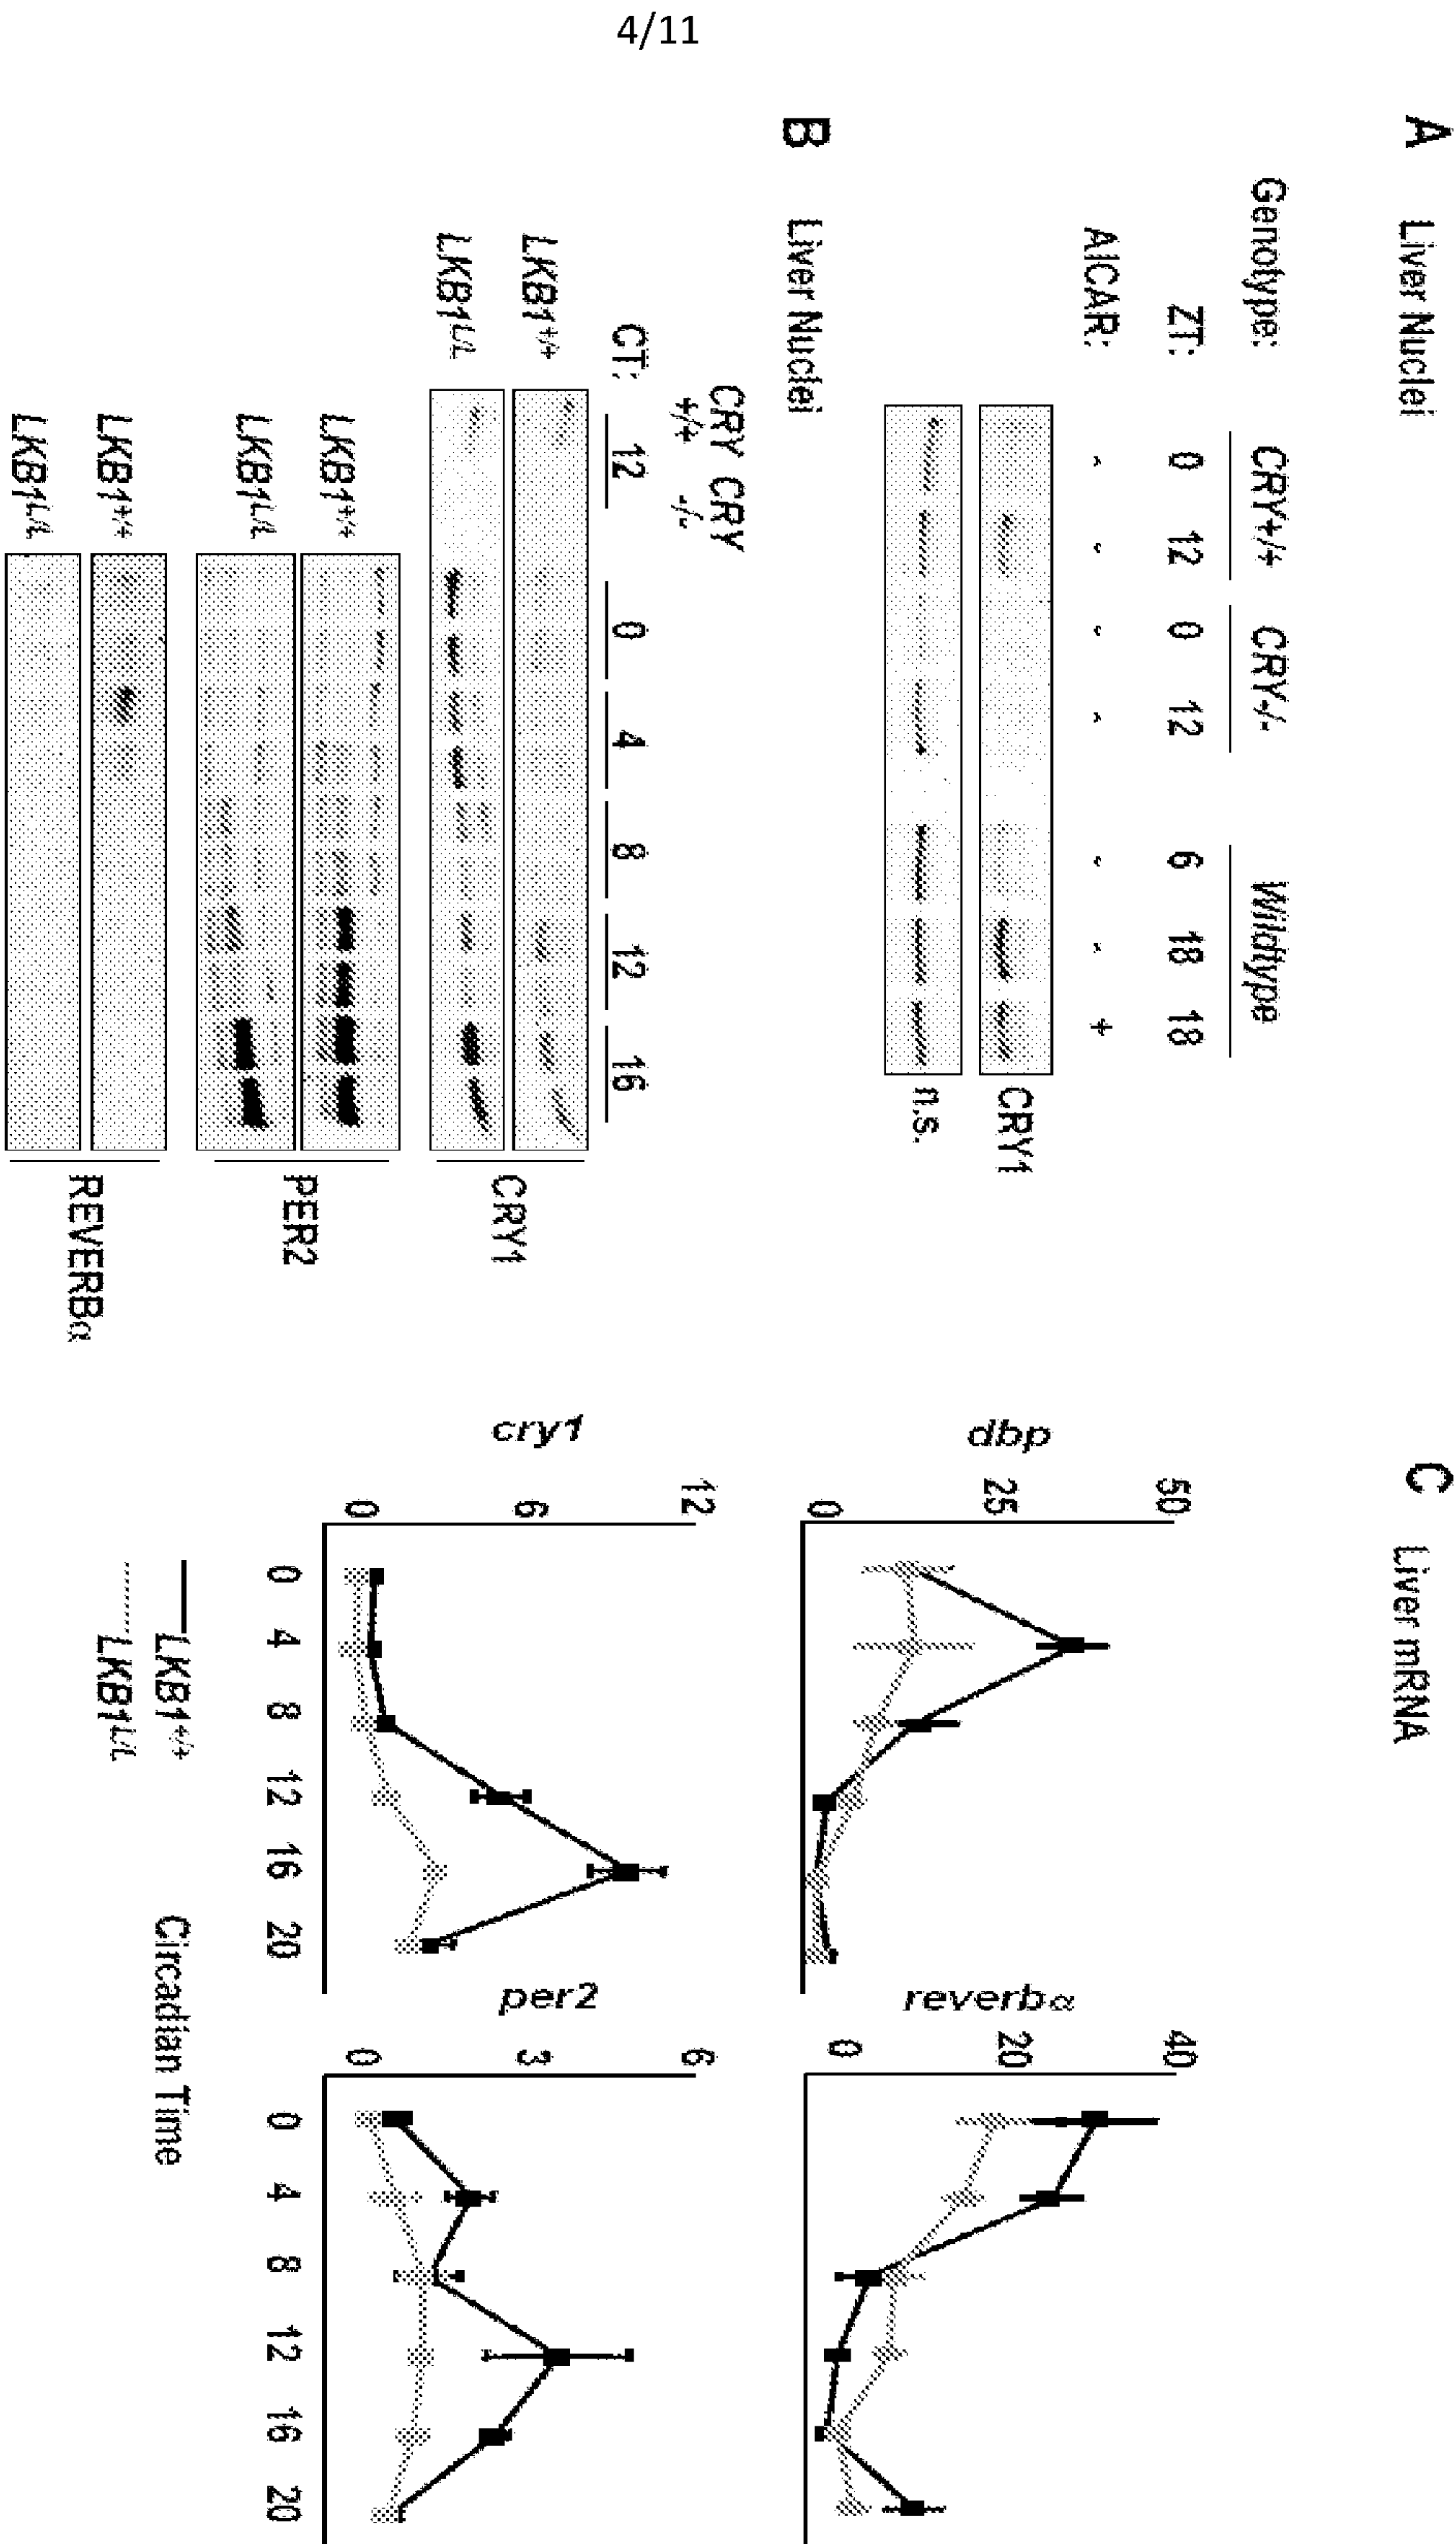 4/11
A Liver Nuclei
Genotype: CRY+/+ CRY-/- Wildtype
ZT: 0 12 0 12 6 18 18
AICAR: - - - - - - +
CRY1
n.s.
B Liver Nuclei
CRY CRY
+/+ -/-
CT: 12 0 4 8 12 16
LKB1+/+
LKB1L/L
CRY1
LKB1+/+
LKB1L/L
PER2
LKB1+/+
LKB1L/L
REVERBα
C Liver mRNA
dbp
50
25
0
reverbα
40
20
0
cry1
12
6
0
0 4 8 12 16 20
per2
6
3
0
0 4 8 12 16 20
LKB1+/+
LKB1L/L
Circadian Time